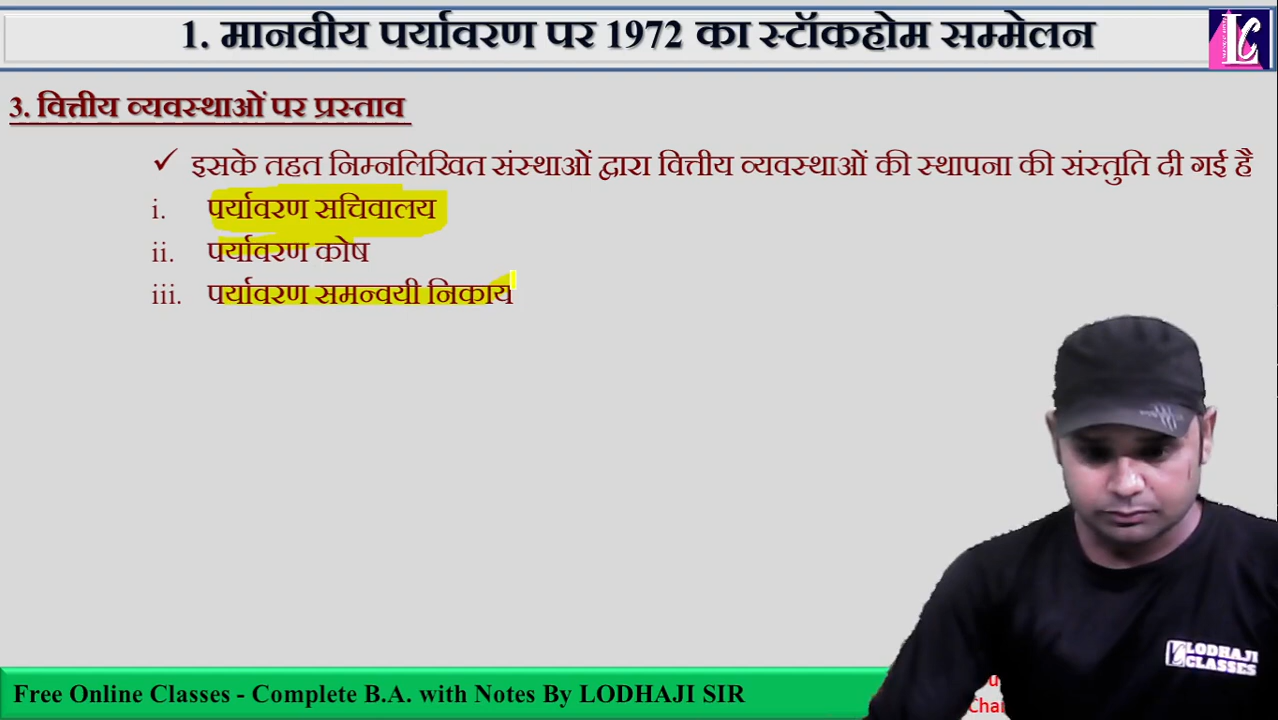 1. मानवीय पर्यावरण पर 1972 का स्टॉकहोम सम्मेलन
LC
3. वित्तीय व्यवस्थाओं पर प्रस्ताव
✓ इसके तहत निम्नलिखित संस्थाओं द्वारा वित्तीय व्यवस्थाओं की स्थापना की संस्तुति दी गई है
i. पर्यावरण सचिवालय
ii. पर्यावरण कोष
iii. पर्यावरण समन्वयी निकाय
LODHAJI
CLASSES
Free Online Classes - Complete B.A. with Notes By LODHAJI SIR